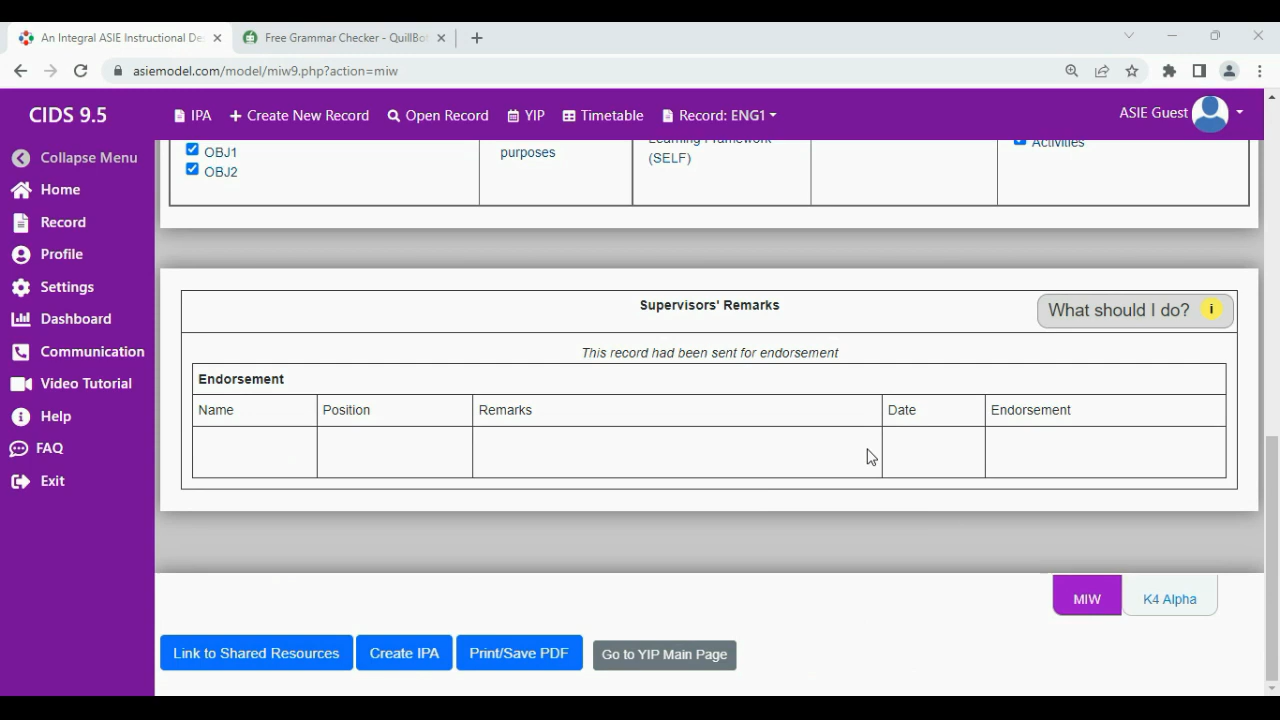 An Integral ASIE Instructional De
Free Grammar Checker - QuillBot
asiemodel.com/model/miw9.php?action=miw
CIDS 9.5
IPA
Create New Record
Open Record
YIP
Timetable
Record: ENG1
ASIE Guest
Collapse Menu
Home
Record
Profile
Settings
Dashboard
Communication
Video Tutorial
Help
FAQ
Exit
OBJ1
OBJ2
purposes
Learning Framework
(SELF)
Activities
Supervisors' Remarks
What should I do? i
This record had been sent for endorsement
Endorsement
Name Position Remarks Date Endorsement
MIW
K4 Alpha
Link to Shared Resources
Create IPA
Print/Save PDF
Go to YIP Main Page